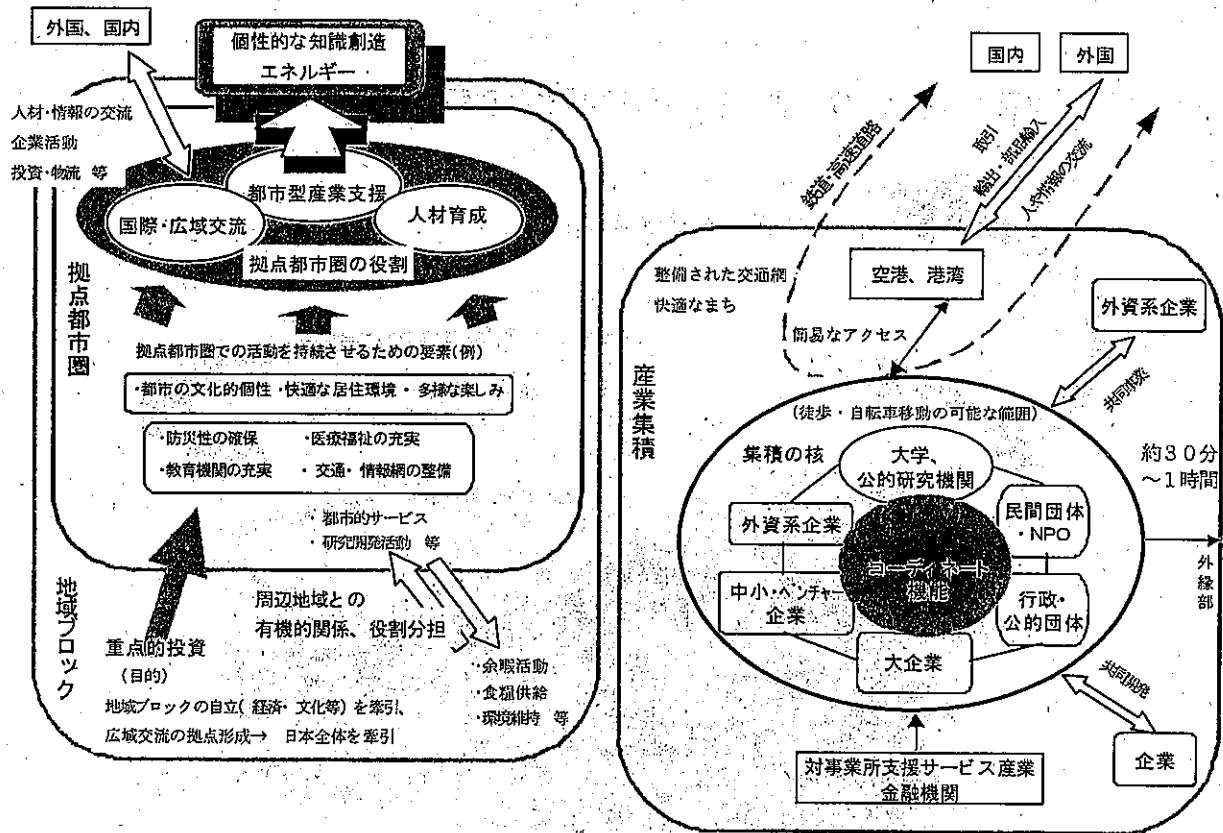 外国、国内
個性的な知識創造
エネルギー
人材・情報の交流
企業活動
投資・物流 等
都市型産業支援
国際・広域交流
人材育成
拠点都市圏の役割
拠点都市圏
拠点都市圏での活動を持続させるための要素(例)
・都市の文化的個性・快適な居住環境・多様な楽しみ
・防災性の確保 ・医療福祉の充実
・教育機関の充実 ・交通・情報網の整備
・都市的サービス
・研究開発活動 等
地域ブロック
周辺地域との
有機的関係、役割分担
重点的投資
(目的)
地域ブロックの自立(経済・文化等)を牽引、
広域交流の拠点形成→ 日本全体を牽引
・余暇活動
・食糧供給
・環境維持 等
国内
外国
鉄道・高速道路
取引
輸出・部品輸入
人や情報の交流
整備された交通網
快適なまち
空港、港湾
簡易なアクセス
外資系企業
共同作業
産業集積
(徒歩・自転車移動の可能な範囲)
集積の核
大学、
公的研究機関
外資系企業
民間団体
・NPO
コーディネート
機能
中小・ベンチャー
企業
行政・
公的団体
大企業
約30分
~1時間
外縁部
共同開発
企業
対事業所支援サービス産業
金融機関